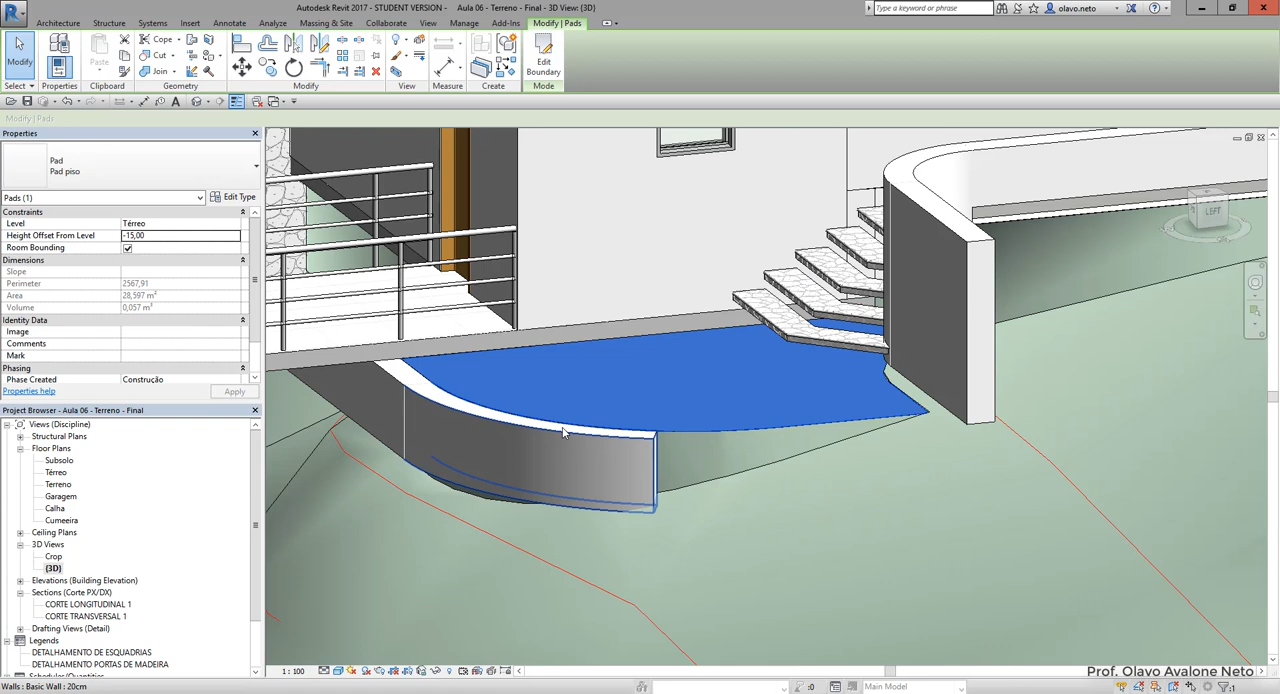 Autodesk Revit 2017 - STUDENT VERSION - Aula 06 - Terreno - Final - 3D View: {3D}
Type a keyword or phrase
olavo.neto
Architecture Structure Systems Insert Annotate Analyze Massing & Site Collaborate View Manage Add-Ins Modify | Pads
Modify
Paste
Cope
Cut
Join
Edit
Boundary
Select Properties Clipboard Geometry Modify View Measure Create Mode
Modify | Pads
Properties
Pad
Pad piso
Pads (1)
Edit Type
Constraints
Level Térreo
Height Offset From Level -15,00
Room Bounding
Dimensions
Slope
Perimeter 2567,91
Area 28,597 m²
Volume 0,057 m³
Identity Data
Image
Comments
Mark
Phasing
Phase Created Construção
Properties help
Apply
Project Browser - Aula 06 - Terreno - Final
Views (Discipline)
Structural Plans
Floor Plans
Subsolo
Térreo
Terreno
Garagem
Calha
Cumeeira
Ceiling Plans
3D Views
Crop
{3D}
Elevations (Building Elevation)
Sections (Corte PX/DX)
CORTE LONGITUDINAL 1
CORTE TRANSVERSAL 1
Drafting Views (Detail)
Legends
DETALHAMENTO DE ESQUADRIAS
DETALHAMENTO PORTAS DE MADEIRA
Schedules/Quantities
LEFT
1 : 100
Prof. Olavo Avalone Neto
Walls : Basic Wall : 20cm
:0
Main Model
:1